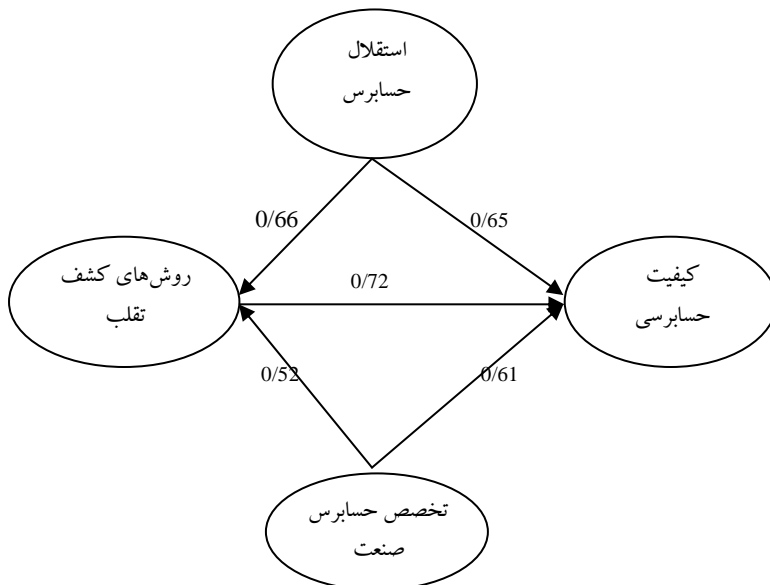 استقلال
حسابرس
0/66
0/65
روش‌های کشف
تقلب
0/72
کیفیت
حسابرسی
0/52
0/61
تخصص حسابرس
صنعت